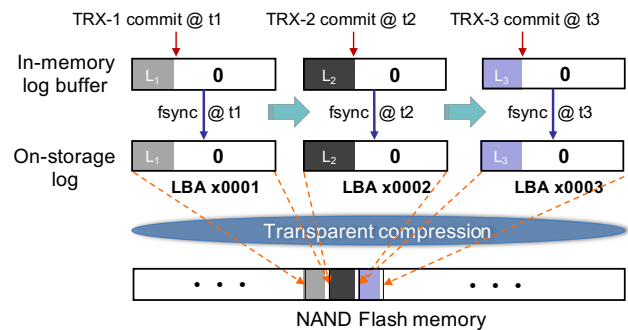 TRX-1 commit @ t1 TRX-2 commit @ t2 TRX-3 commit @ t3
In-memory
log buffer
L1 0 L2 0 L3 0
fsync @ t1 fsync @ t2 fsync @ t3
On-storage
log
L1 0 L2 0 L3 0
LBA x0001 LBA x0002 LBA x0003
Transparent compression
• • • • • •
NAND Flash memory